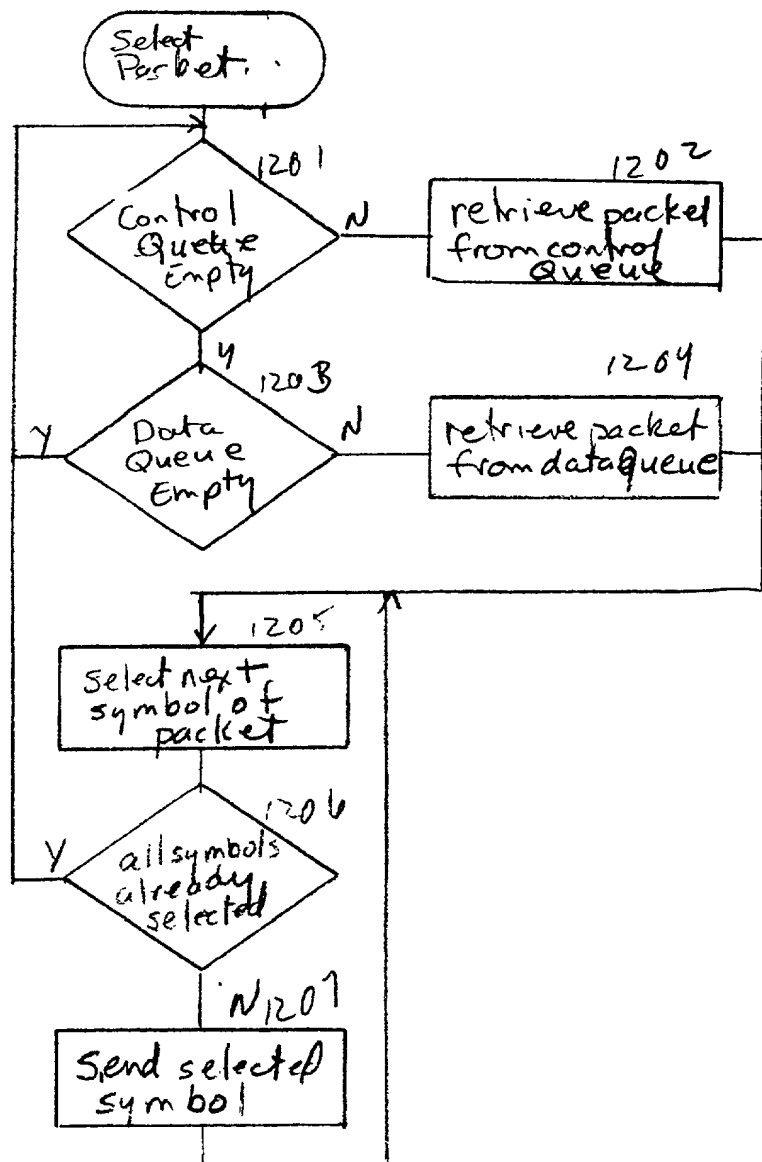 Select
Packet
1201
Control
Queue
Empty
N
1202
retrieve packet
from control
Queue
Y
1203
Data
Queue
Empty
Y
N
1204
retrieve packet
from data queue
1205
select next
symbol of
packet
1206
all symbols
already
selected
Y
N 1207
Send selected
symbol